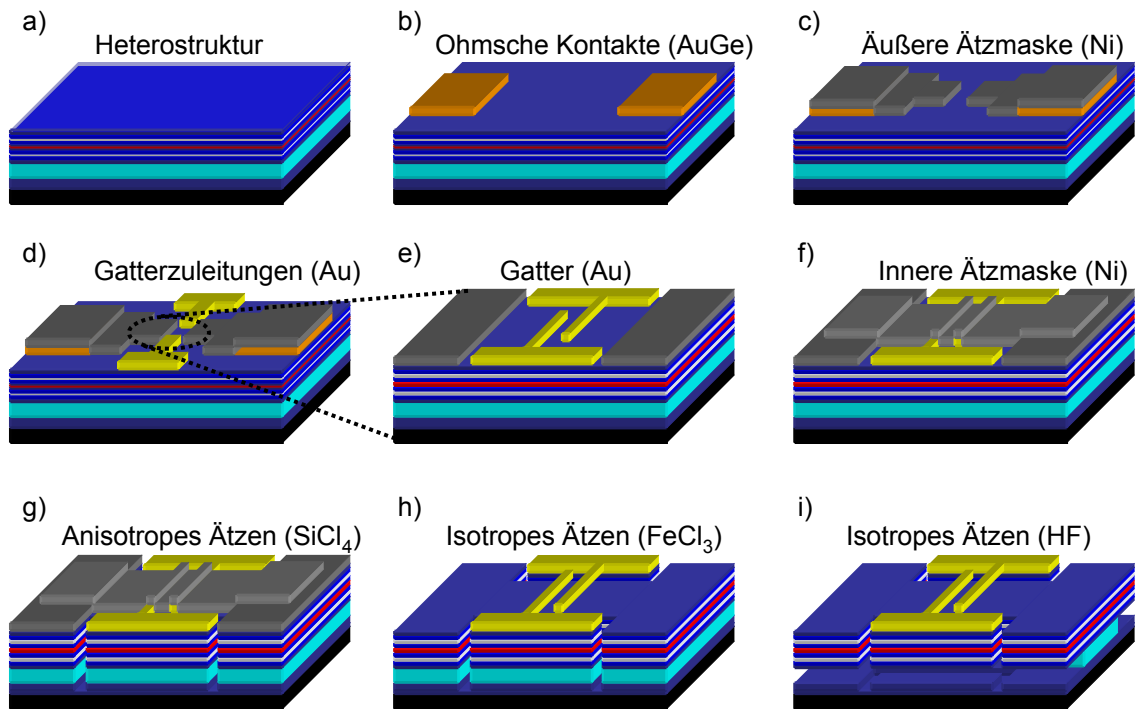 a)
Heterostruktur
b)
Ohmsche Kontakte (AuGe)
c)
Äußere Ätzmaske (Ni)
d)
Gatterzuleitungen (Au)
e)
Gatter (Au)
f)
Innere Ätzmaske (Ni)
g)
Anisotropes Ätzen (SiCl₄)
h)
Isotropes Ätzen (FeCl₃)
i)
Isotropes Ätzen (HF)